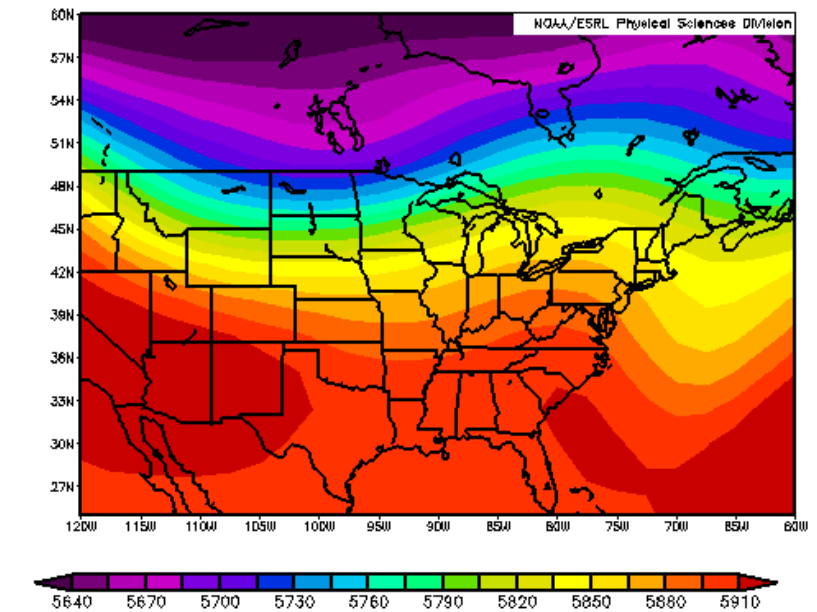 60N
NOAA/ESRL Physical Sciences Division
57N
54N
51N
48N
45N
42N
39N
36N
33N
30N
27N
120W 115W 110W 105W 100W 95W 90W 85W 80W 75W 70W 65W 60W
5640 5670 5700 5730 5760 5790 5820 5850 5880 5910